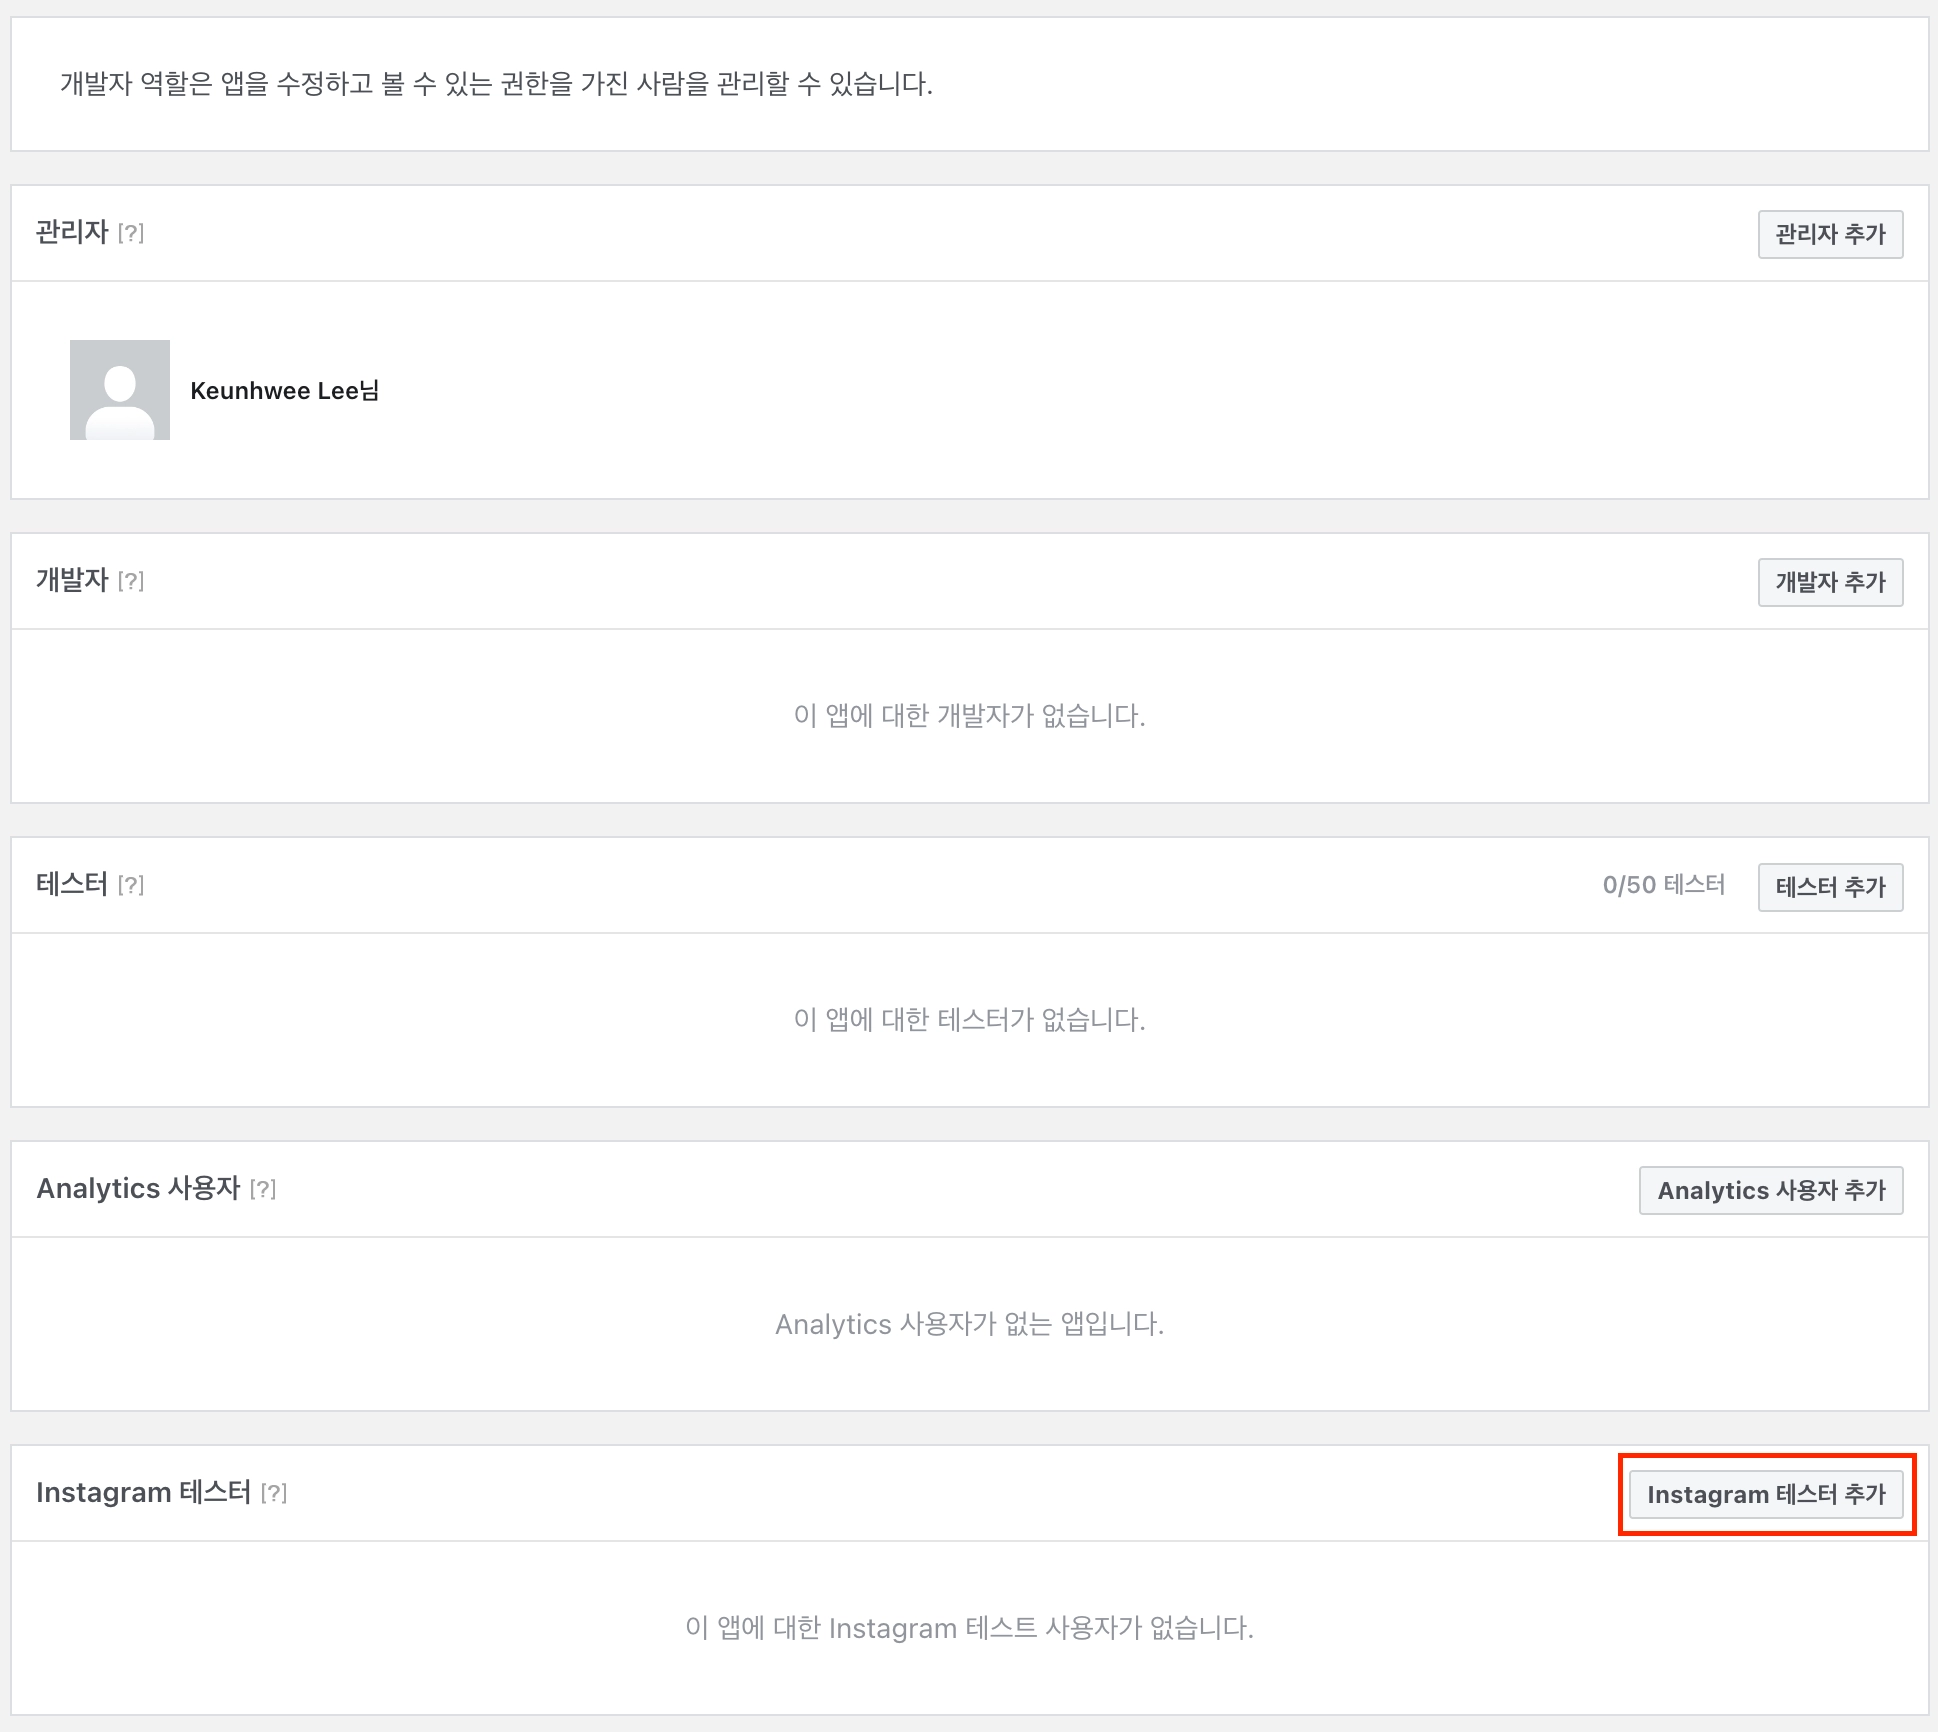 개발자 역할은 앱을 수정하고 볼 수 있는 권한을 가진 사람을 관리할 수 있습니다.
관리자 [?]
관리자 추가
Keunhwee Lee님
개발자 [?]
개발자 추가
이 앱에 대한 개발자가 없습니다.
테스터 [?]
0/50 테스터
테스터 추가
이 앱에 대한 테스터가 없습니다.
Analytics 사용자 [?]
Analytics 사용자 추가
Analytics 사용자가 없는 앱입니다.
Instagram 테스터 [?]
Instagram 테스터 추가
이 앱에 대한 Instagram 테스트 사용자가 없습니다.